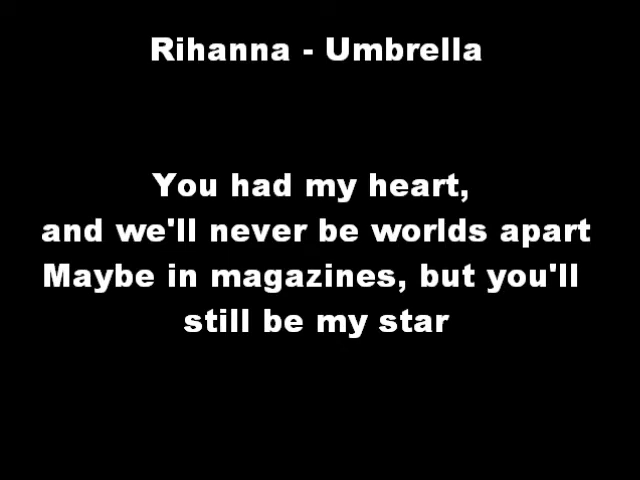 Rihanna - Umbrella
You had my heart,
and we'll never be worlds apart
Maybe in magazines, but you'll
still be my star